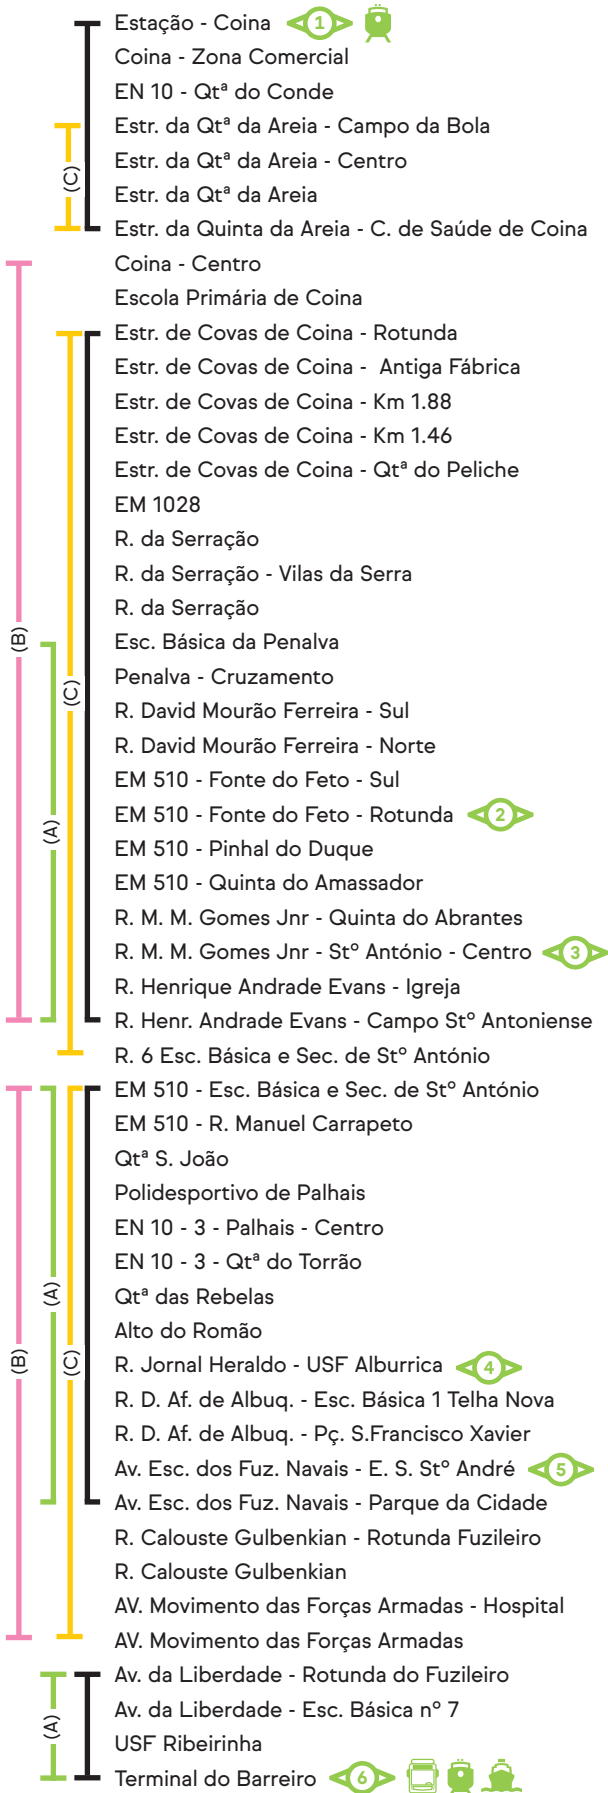 Estação - Coina 1
Coina - Zona Comercial
EN 10 - Qtª do Conde
Estr. da Qtª da Areia - Campo da Bola
Estr. da Qtª da Areia - Centro
(C)
Estr. da Qtª da Areia
Estr. da Quinta da Areia - C. de Saúde de Coina
Coina - Centro
Escola Primária de Coina
Estr. de Covas de Coina - Rotunda
Estr. de Covas de Coina - Antiga Fábrica
Estr. de Covas de Coina - Km 1.88
Estr. de Covas de Coina - Km 1.46
Estr. de Covas de Coina - Qtª do Peliche
EM 1028
R. da Serração
R. da Serração - Vilas da Serra
R. da Serração
(B)
Esc. Básica da Penalva
Penalva - Cruzamento
(C)
R. David Mourão Ferreira - Sul
R. David Mourão Ferreira - Norte
EM 510 - Fonte do Feto - Sul
EM 510 - Fonte do Feto - Rotunda 2
(A)
EM 510 - Pinhal do Duque
EM 510 - Quinta do Amassador
R. M. M. Gomes Jnr - Quinta do Abrantes
R. M. M. Gomes Jnr - Stº António - Centro 3
R. Henrique Andrade Evans - Igreja
R. Henr. Andrade Evans - Campo Stº Antoniense
R. 6 Esc. Básica e Sec. de Stº António
EM 510 - Esc. Básica e Sec. de Stº António
EM 510 - R. Manuel Carrapeto
Qtª S. João
Polidesportivo de Palhais
EN 10 - 3 - Palhais - Centro
EN 10 - 3 - Qtª do Torrão
(A)
Qtª das Rebelas
Alto do Romão
(B)
(C)
R. Jornal Heraldo - USF Alburrica 4
R. D. Af. de Albuq. - Esc. Básica 1 Telha Nova
R. D. Af. de Albuq. - Pç. S.Francisco Xavier
Av. Esc. dos Fuz. Navais - E. S. Stº André 5
Av. Esc. dos Fuz. Navais - Parque da Cidade
R. Calouste Gulbenkian - Rotunda Fuzileiro
R. Calouste Gulbenkian
AV. Movimento das Forças Armadas - Hospital
AV. Movimento das Forças Armadas
Av. da Liberdade - Rotunda do Fuzileiro
Av. da Liberdade - Esc. Básica nº 7
(A)
USF Ribeirinha
Terminal do Barreiro 6